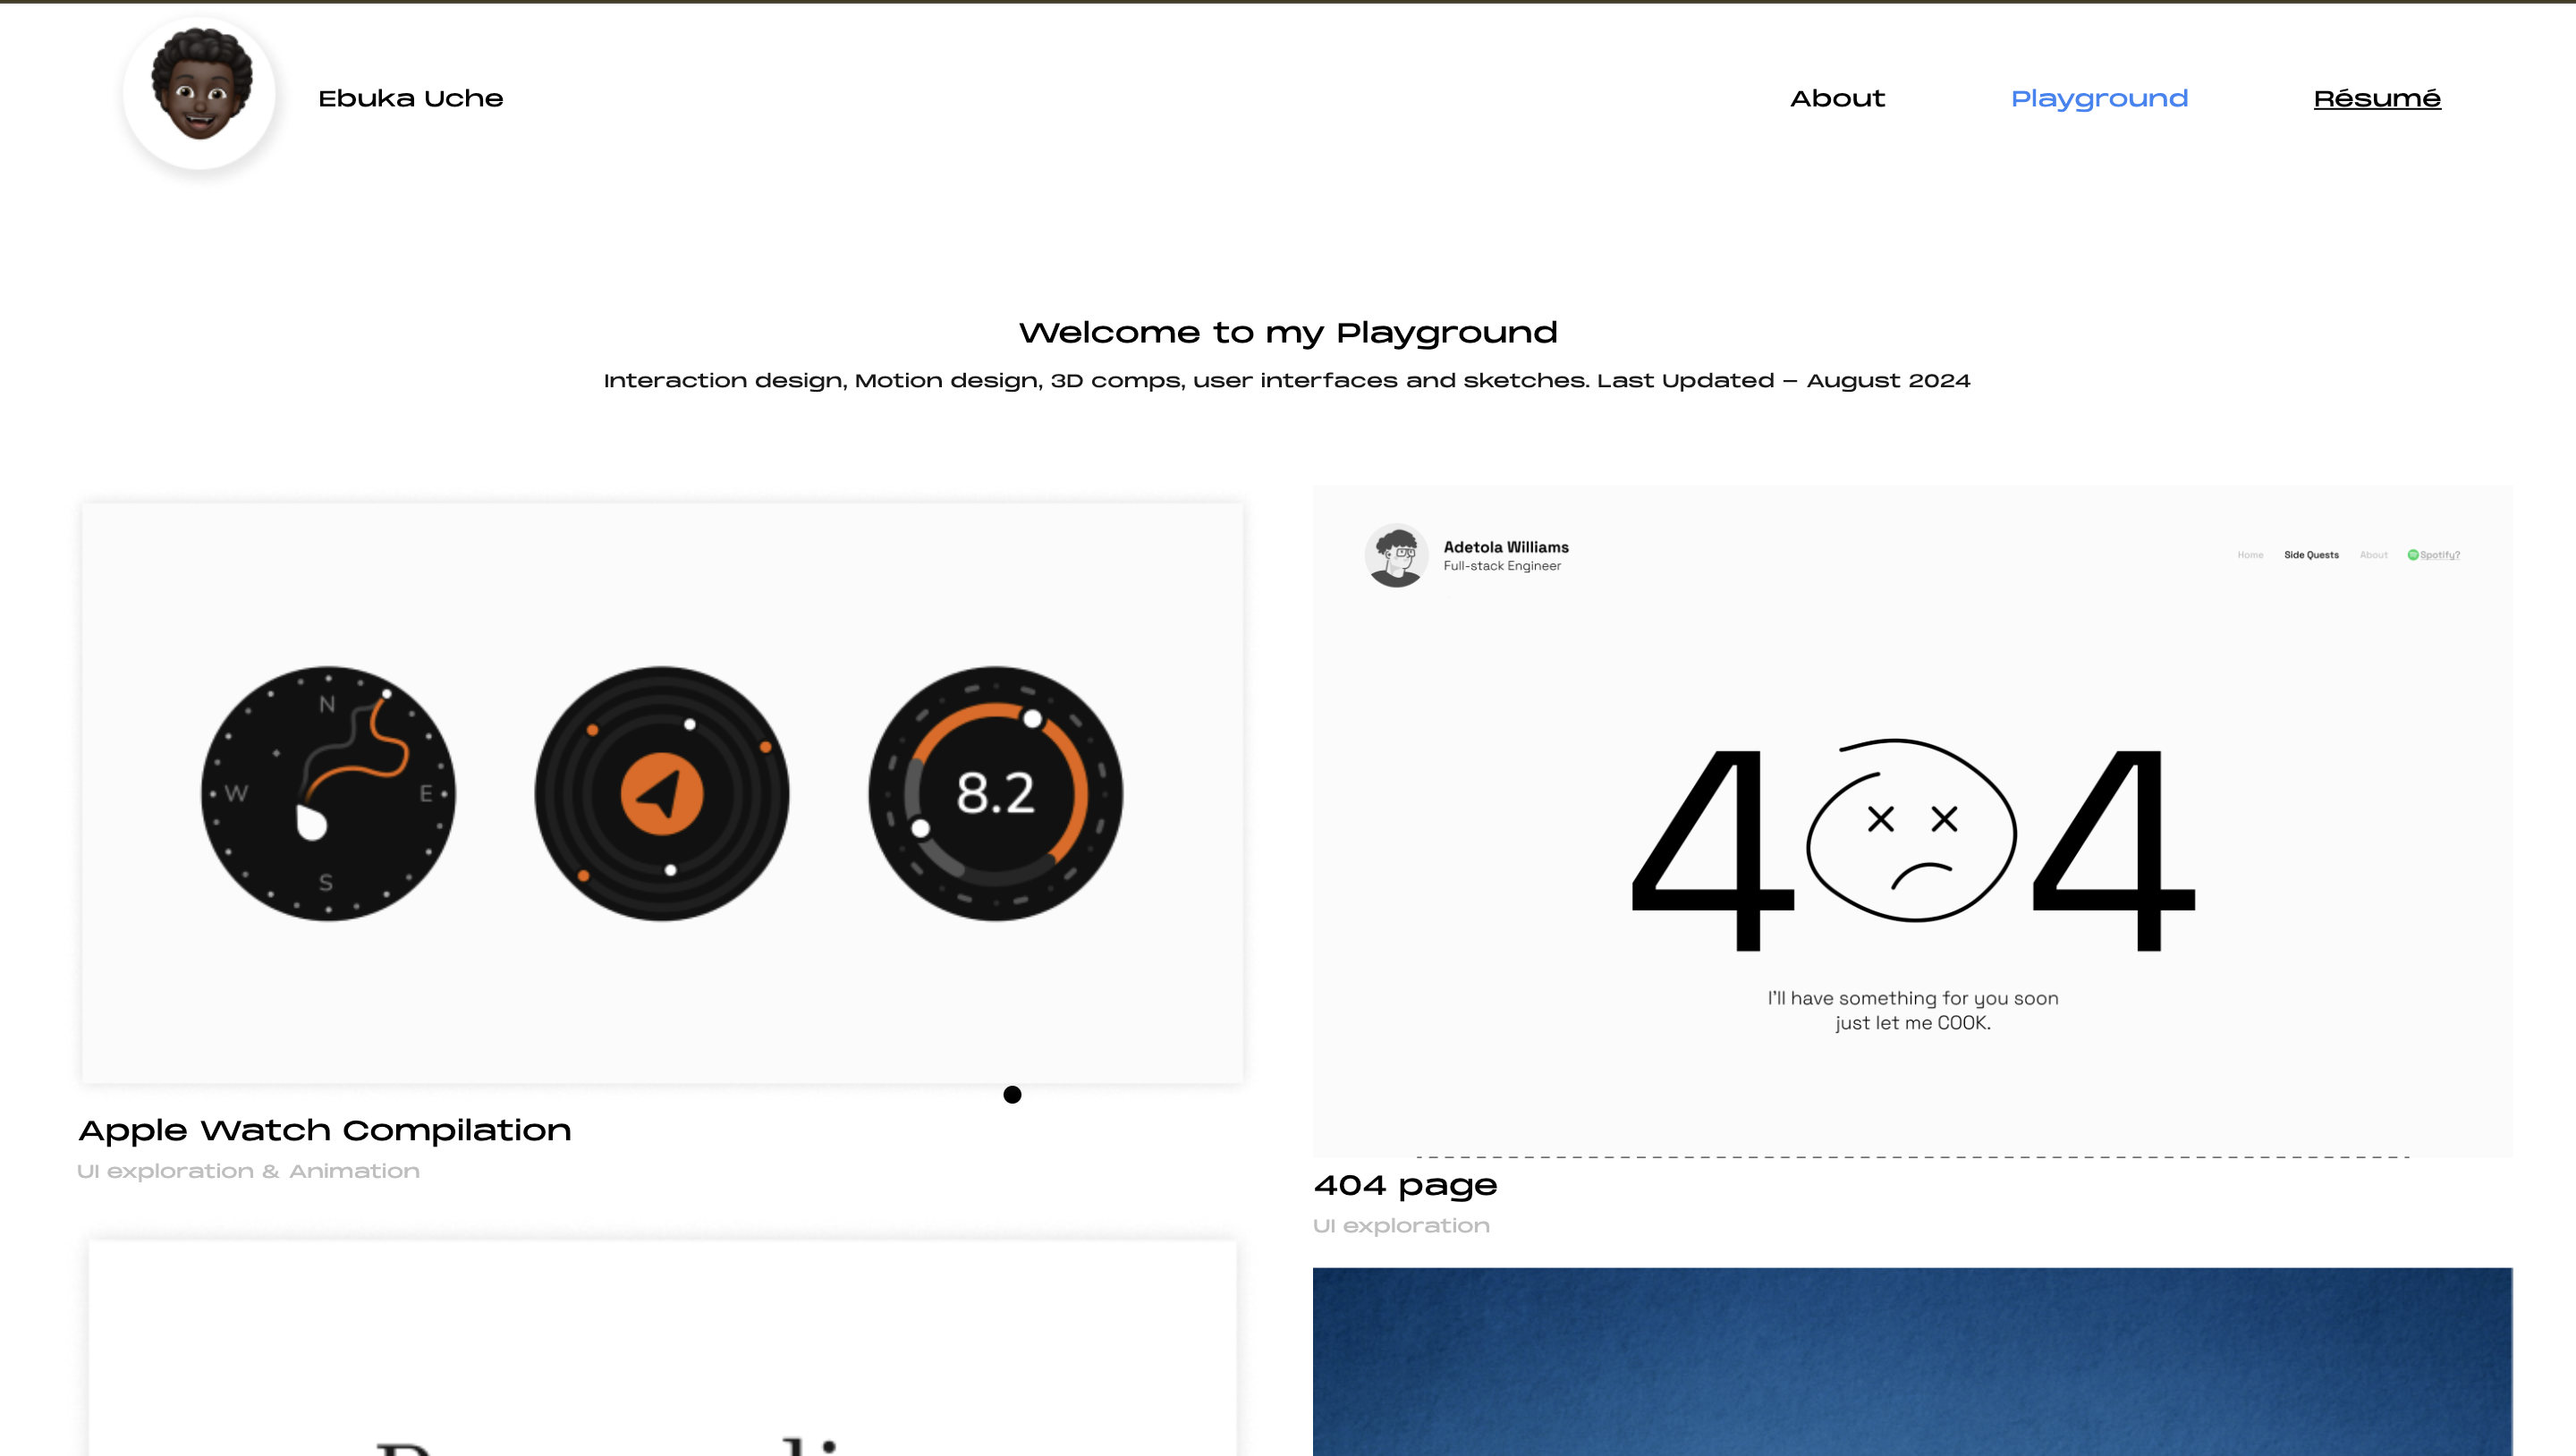 Ebuka Uche
About
Playground
Résumé
Welcome to my Playground
Interaction design, Motion design, 3D comps, user interfaces and sketches. Last Updated – August 2024
N
W
E
S
8.2
Apple Watch Compilation
UI exploration & Animation
Adetola Williams
Full-stack Engineer
Home
Side Quests
About
Spotify?
4 4
I'll have something for you soon
just let me COOK.
404 page
UI exploration